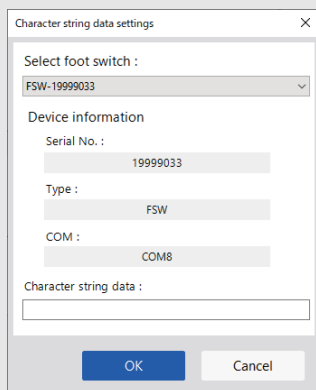 Character string data settings
Select foot switch :
FSW-19999033
Device information
Serial No. :
19999033
Type :
FSW
COM :
COM8
Character string data :
OK Cancel